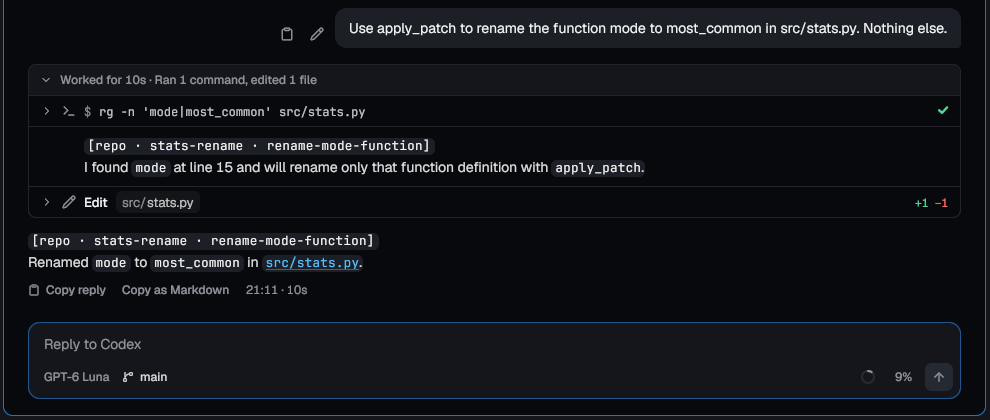 Use apply_patch to rename the function mode to most_common in src/stats.py. Nothing else.
Worked for 10s · Ran 1 command, edited 1 file
$ rg -n 'mode|most_common' src/stats.py
[repo · stats-rename · rename-mode-function]
I found mode at line 15 and will rename only that function definition with apply_patch.
Edit src/stats.py +1 −1
[repo · stats-rename · rename-mode-function]
Renamed mode to most_common in src/stats.py.
Copy reply Copy as Markdown 21:11 · 10s
Reply to Codex
GPT-6 Luna main 9%